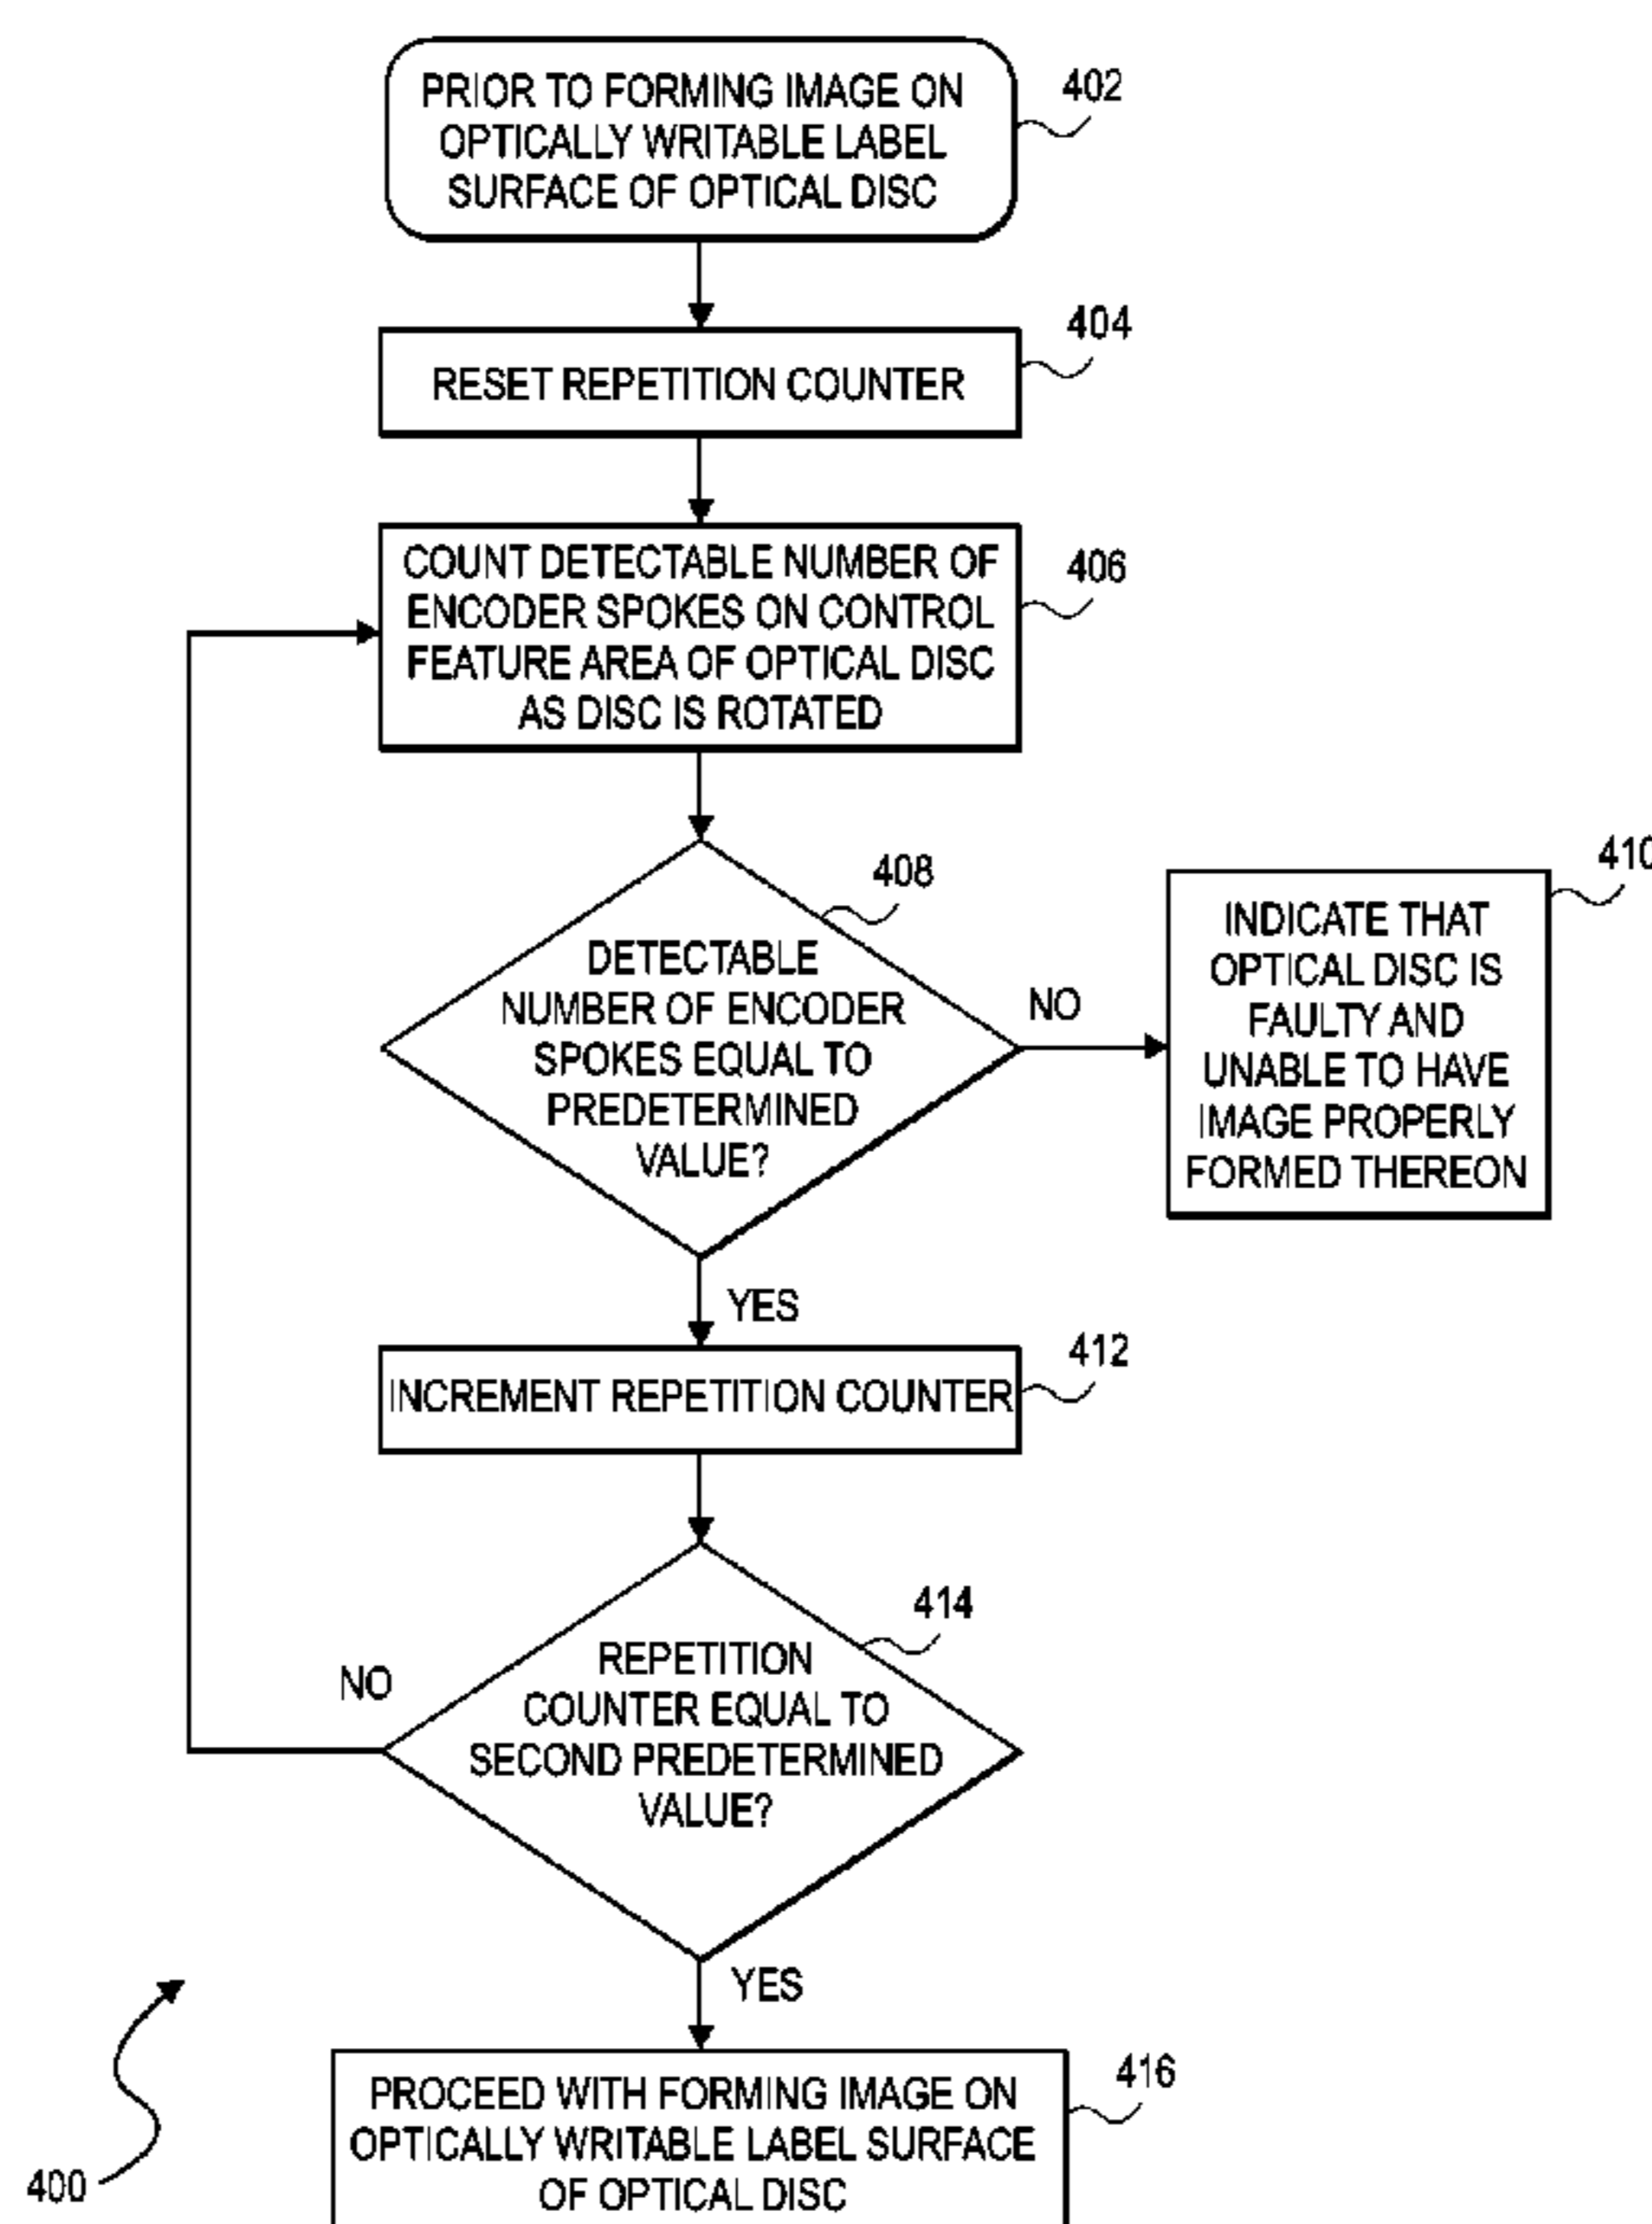 PRIOR TO FORMING IMAGE ON
OPTICALLY WRITABLE LABEL
SURFACE OF OPTICAL DISC
402
RESET REPETITION COUNTER
404
COUNT DETECTABLE NUMBER OF
ENCODER SPOKES ON CONTROL
FEATURE AREA OF OPTICAL DISC
AS DISC IS ROTATED
406
408
DETECTABLE
NUMBER OF ENCODER
SPOKES EQUAL TO
PREDETERMINED
VALUE?
NO
410
INDICATE THAT
OPTICAL DISC IS
FAULTY AND
UNABLE TO HAVE
IMAGE PROPERLY
FORMED THEREON
YES
INCREMENT REPETITION COUNTER
412
414
REPETITION
COUNTER EQUAL TO
SECOND PREDETERMINED
VALUE?
NO
YES
PROCEED WITH FORMING IMAGE ON
OPTICALLY WRITABLE LABEL SURFACE
OF OPTICAL DISC
416
400